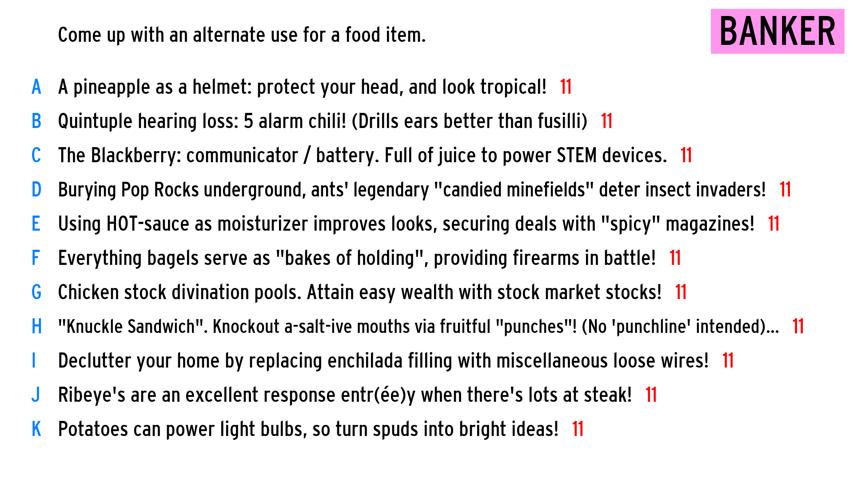 Come up with an alternate use for a food item.
BANKER
A A pineapple as a helmet: protect your head, and look tropical! 11
B Quintuple hearing loss: 5 alarm chili! (Drills ears better than fusilli) 11
C The Blackberry: communicator / battery. Full of juice to power STEM devices. 11
D Burying Pop Rocks underground, ants' legendary "candied minefields" deter insect invaders! 11
E Using HOT-sauce as moisturizer improves looks, securing deals with "spicy" magazines! 11
F Everything bagels serve as "bakes of holding", providing firearms in battle! 11
G Chicken stock divination pools. Attain easy wealth with stock market stocks! 11
H "Knuckle Sandwich". Knockout a-salt-ive mouths via fruitful "punches"! (No 'punchline' intended)... 11
I Declutter your home by replacing enchilada filling with miscellaneous loose wires! 11
J Ribeye's are an excellent response entr(ée)y when there's lots at steak! 11
K Potatoes can power light bulbs, so turn spuds into bright ideas! 11